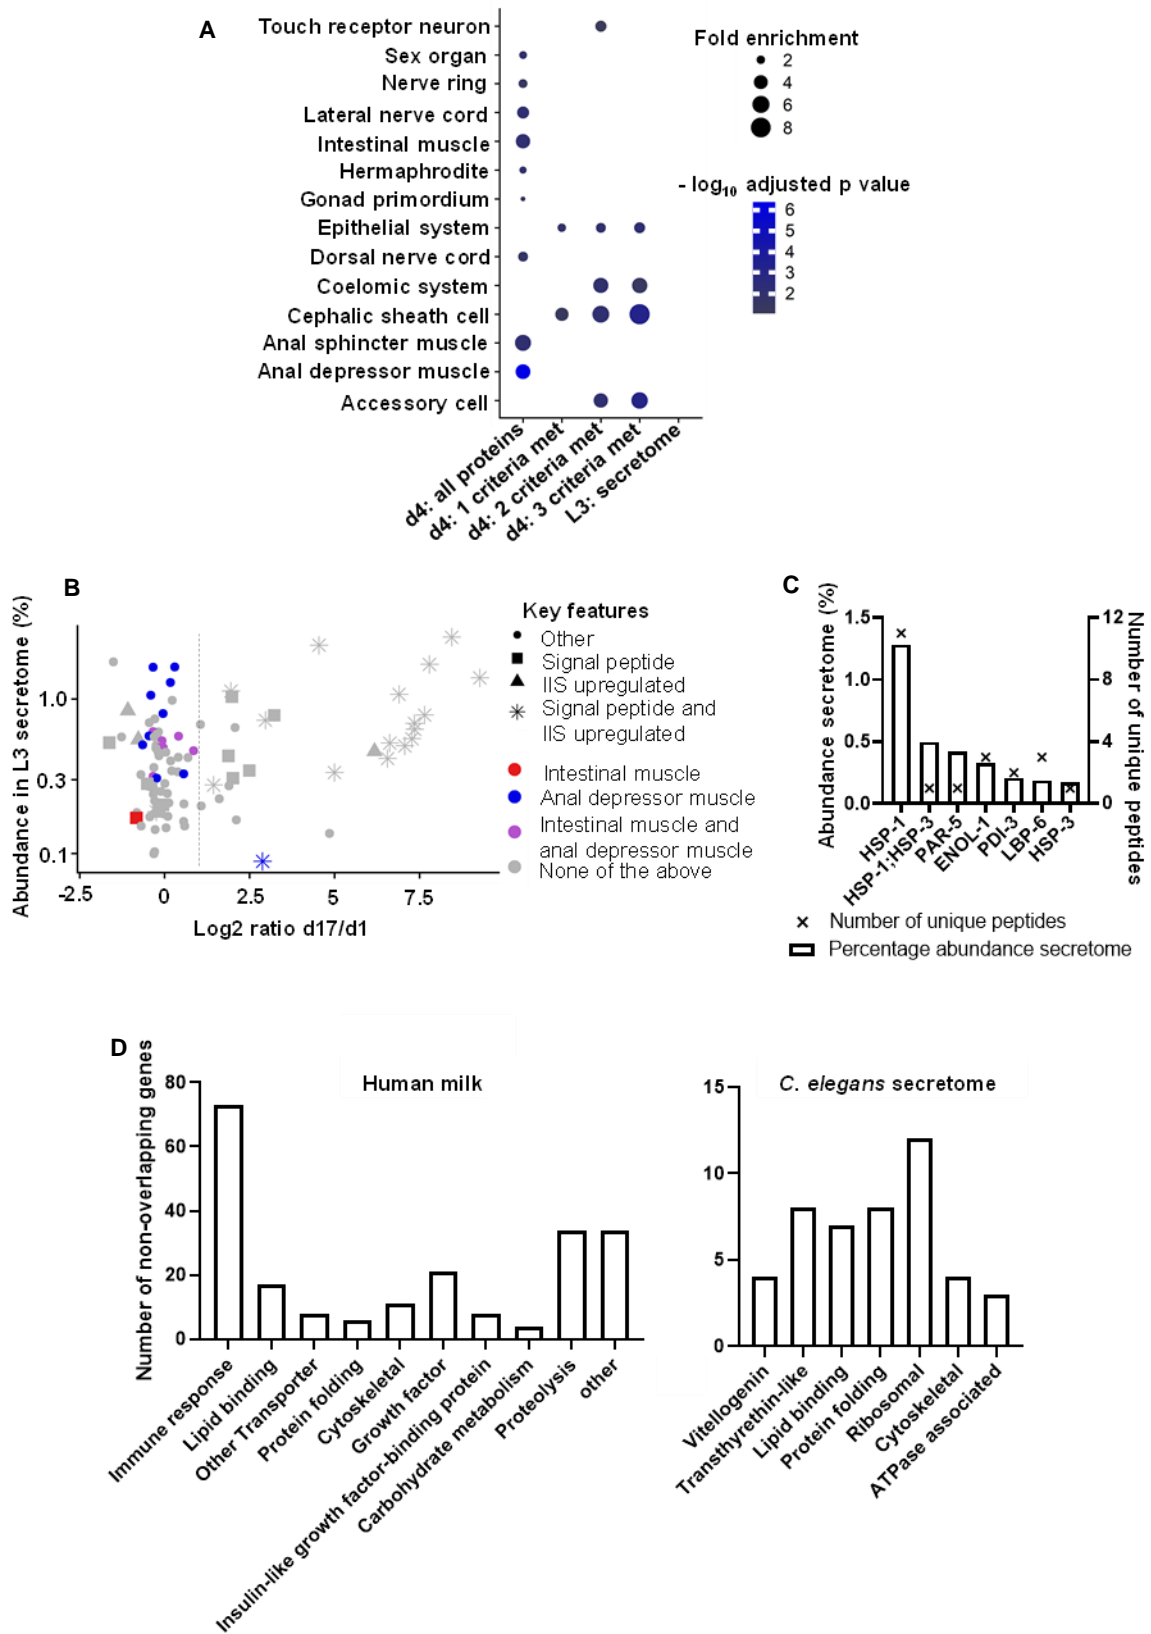 A
Touch receptor neuron
Sex organ
Nerve ring
Lateral nerve cord
Intestinal muscle
Hermaphrodite
Gonad primordium
Epithelial system
Dorsal nerve cord
Coelomic system
Cephalic sheath cell
Anal sphincter muscle
Anal depressor muscle
Accessory cell
d4: all proteins
d4: 1 criteria met
d4: 2 criteria met
d4: 3 criteria met
L3: secretome
Fold enrichment
2
4
6
8
- log10 adjusted p value
6
5
4
3
2
B
Abundance in L3 secretome (%)
1.0
0.3
0.1
-2.5
0
2.5
5
7.5
Log2 ratio d17/d1
Key features
Other
Signal peptide
IIS upregulated
Signal peptide and
IIS upregulated
Intestinal muscle
Anal depressor muscle
Intestinal muscle and
anal depressor muscle
None of the above
C
Abundance secretome (%)
1.5
1.0
0.5
0.0
12
8
4
0
Number of unique peptides
HSP-1
HSP-1;HSP-3
PAR-5
ENOL-1
PDI-3
LBP-6
HSP-3
× Number of unique peptides
Percentage abundance secretome
D
Number of non-overlapping genes
Human milk
80
60
40
20
0
Immune response
Lipid binding
Other Transporter
Protein folding
Cytoskeletal
Growth factor
Insulin-like growth factor-binding protein
Carbohydrate metabolism
Proteolysis
other
C. elegans secretome
15
10
5
0
Vitellogenin
Transthyrethin-like
Lipid binding
Protein folding
Ribosomal
Cytoskeletal
ATPase associated